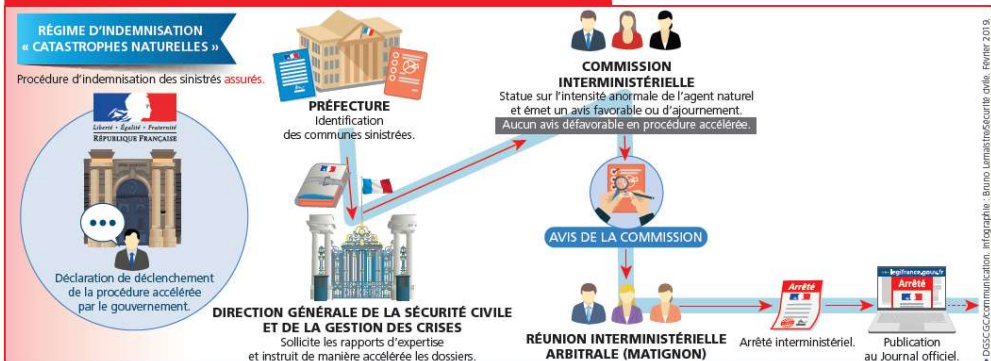 RÉGIME D'INDEMNISATION
« CATASTROPHES NATURELLES »
Procédure d'indemnisation des sinistrés assurés.
Liberté • Égalité • Fraternité
RÉPUBLIQUE FRANÇAISE
Déclaration de déclenchement
de la procédure accélérée
par le gouvernement.
PRÉFECTURE
Identification
des communes sinistrées.
DIRECTION GÉNÉRALE DE LA SÉCURITÉ CIVILE
ET DE LA GESTION DES CRISES
Sollicite les rapports d'expertise
et instruit de manière accélérée les dossiers.
COMMISSION
INTERMINISTÉRIELLE
Statue sur l'intensité anormale de l'agent naturel
et émet un avis favorable ou d'ajournement.
Aucun avis défavorable en procédure accélérée.
AVIS DE LA COMMISSION
RÉUNION INTERMINISTÉRIELLE
ARBITRALE (MATIGNON)
Arrêté
Arrêté interministériel.
legifrance.gouv.fr
Arrêté
Publication
au Journal officiel.
• DGSCGC/communication. Infographie : Bruno Lemaistre/Sécurité civile. Février 2019.